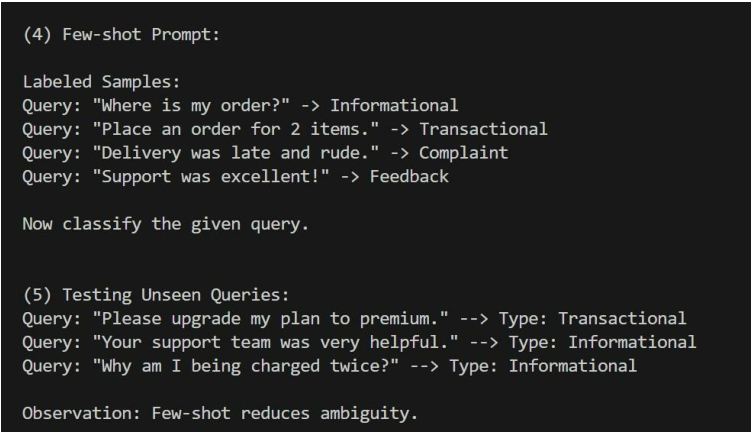 (4) Few-shot Prompt:
Labeled Samples:
Query: "Where is my order?" -> Informational
Query: "Place an order for 2 items." -> Transactional
Query: "Delivery was late and rude." -> Complaint
Query: "Support was excellent!" -> Feedback
Now classify the given query.
(5) Testing Unseen Queries:
Query: "Please upgrade my plan to premium." --> Type: Transactional
Query: "Your support team was very helpful." --> Type: Informational
Query: "Why am I being charged twice?" --> Type: Informational
Observation: Few-shot reduces ambiguity.